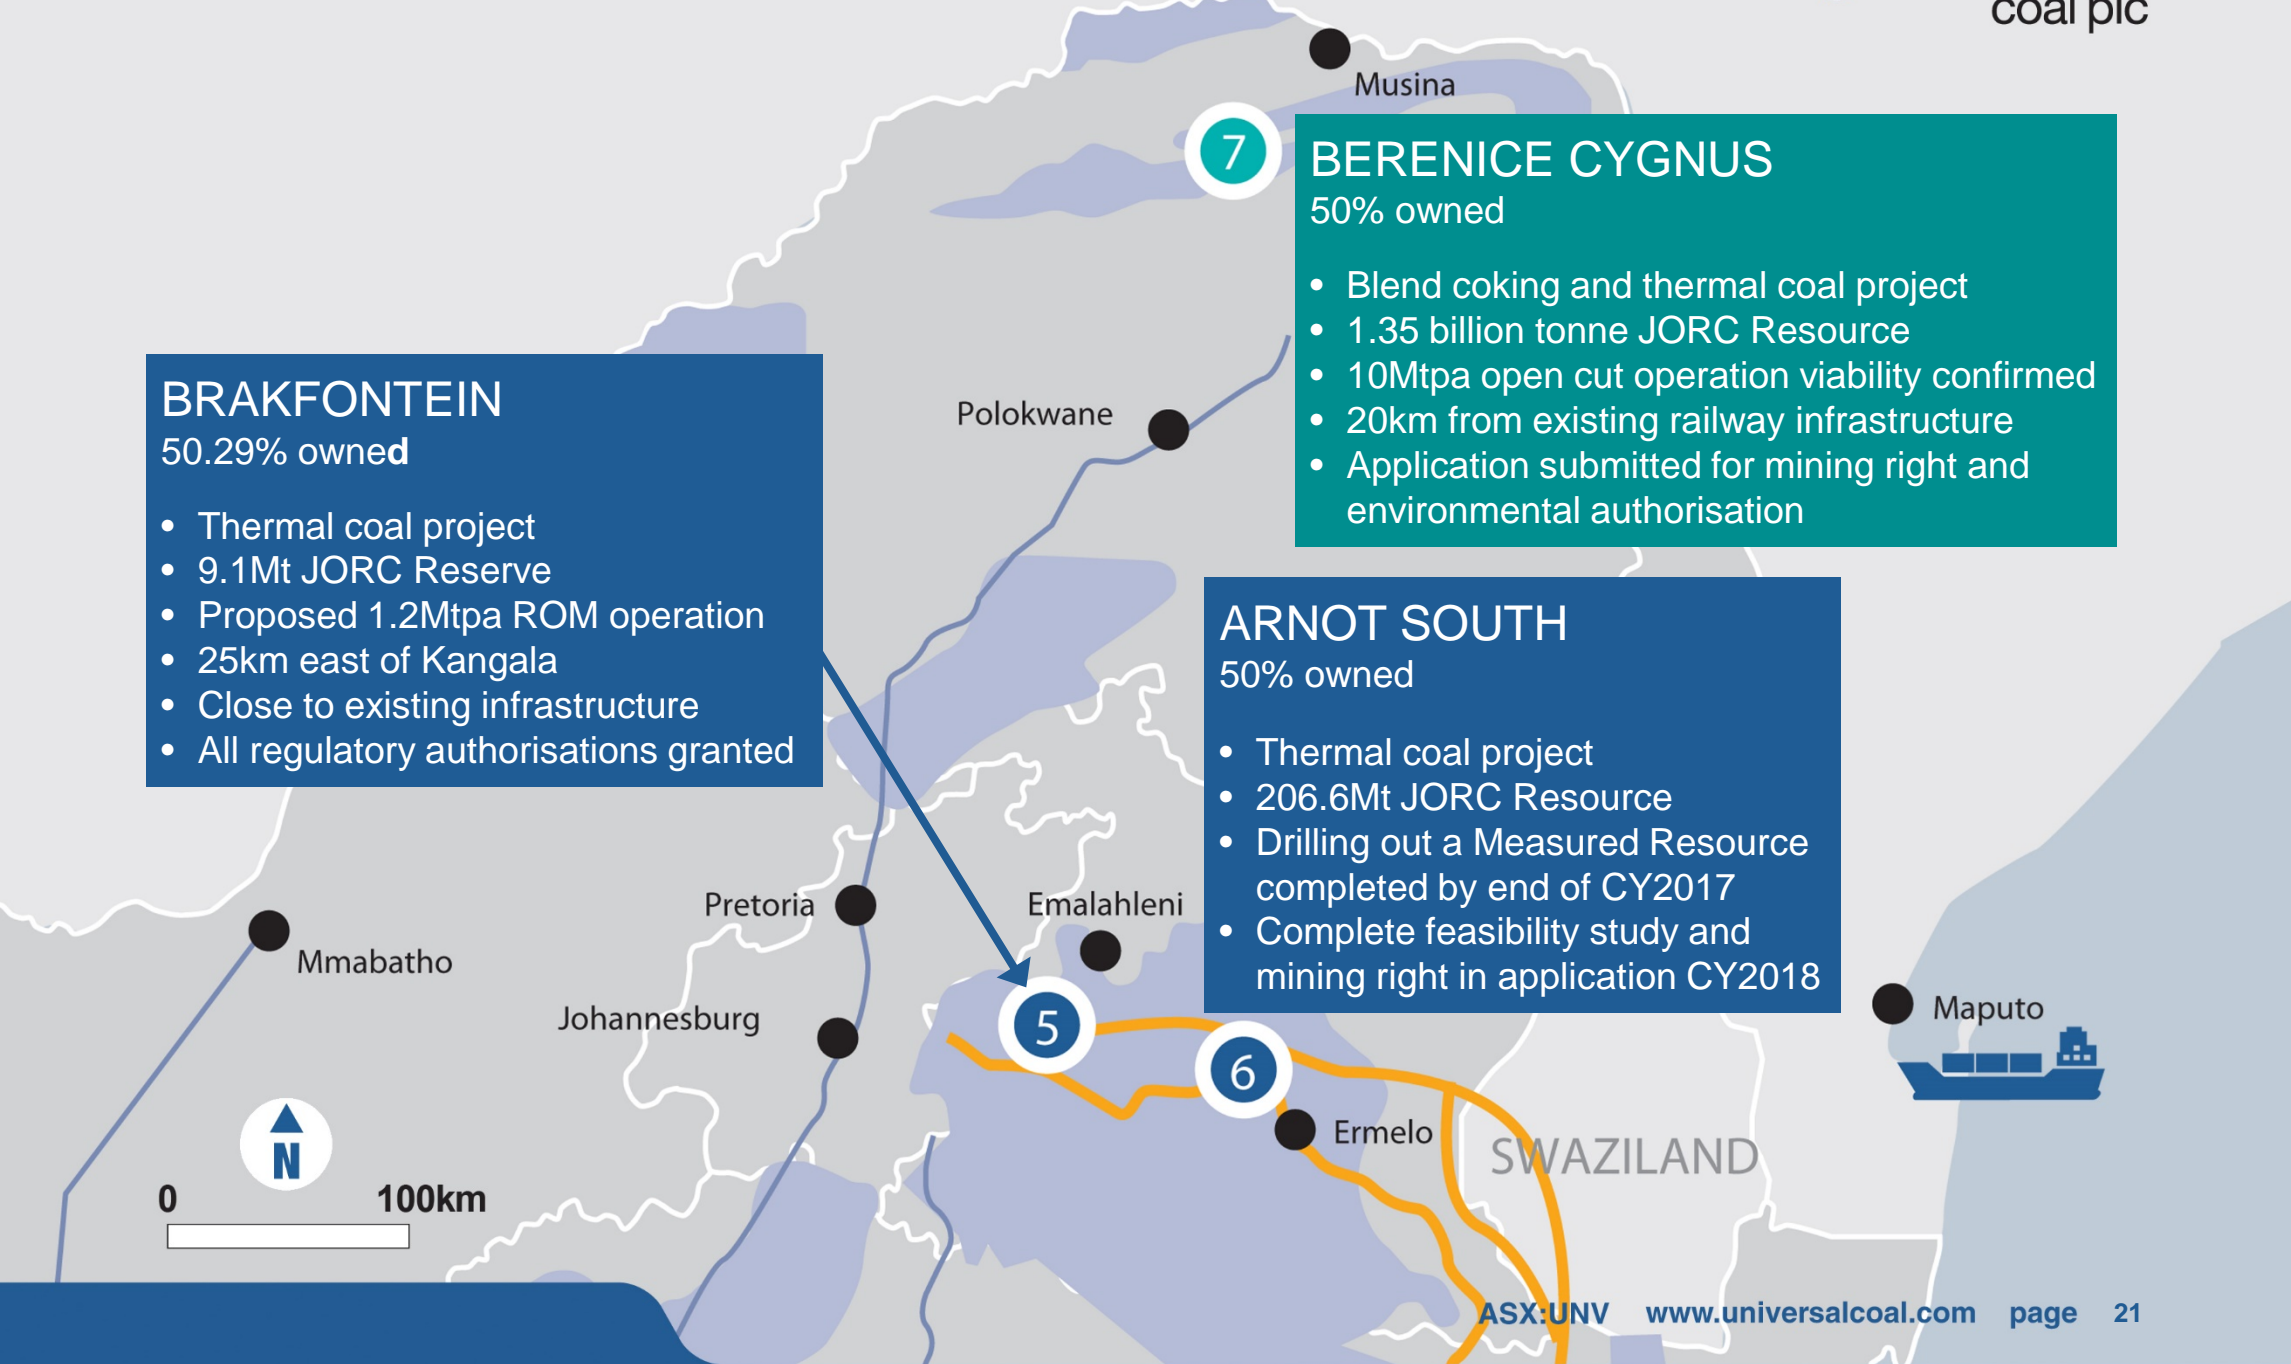 coal plc
Musina
7
BERENICE CYGNUS
50% owned
• Blend coking and thermal coal project
• 1.35 billion tonne JORC Resource
• 10Mtpa open cut operation viability confirmed
• 20km from existing railway infrastructure
• Application submitted for mining right and
environmental authorisation
BRAKFONTEIN
50.29% owned
• Thermal coal project
• 9.1Mt JORC Reserve
• Proposed 1.2Mtpa ROM operation
• 25km east of Kangala
• Close to existing infrastructure
• All regulatory authorisations granted
Polokwane
ARNOT SOUTH
50% owned
• Thermal coal project
• 206.6Mt JORC Resource
• Drilling out a Measured Resource
completed by end of CY2017
• Complete feasibility study and
mining right in application CY2018
Pretoria
Emalahleni
Mmabatho
Johannesburg
5
6
Maputo
Ermelo
SWAZILAND
N
0 100km
ASX:UNV www.universalcoal.com page 21